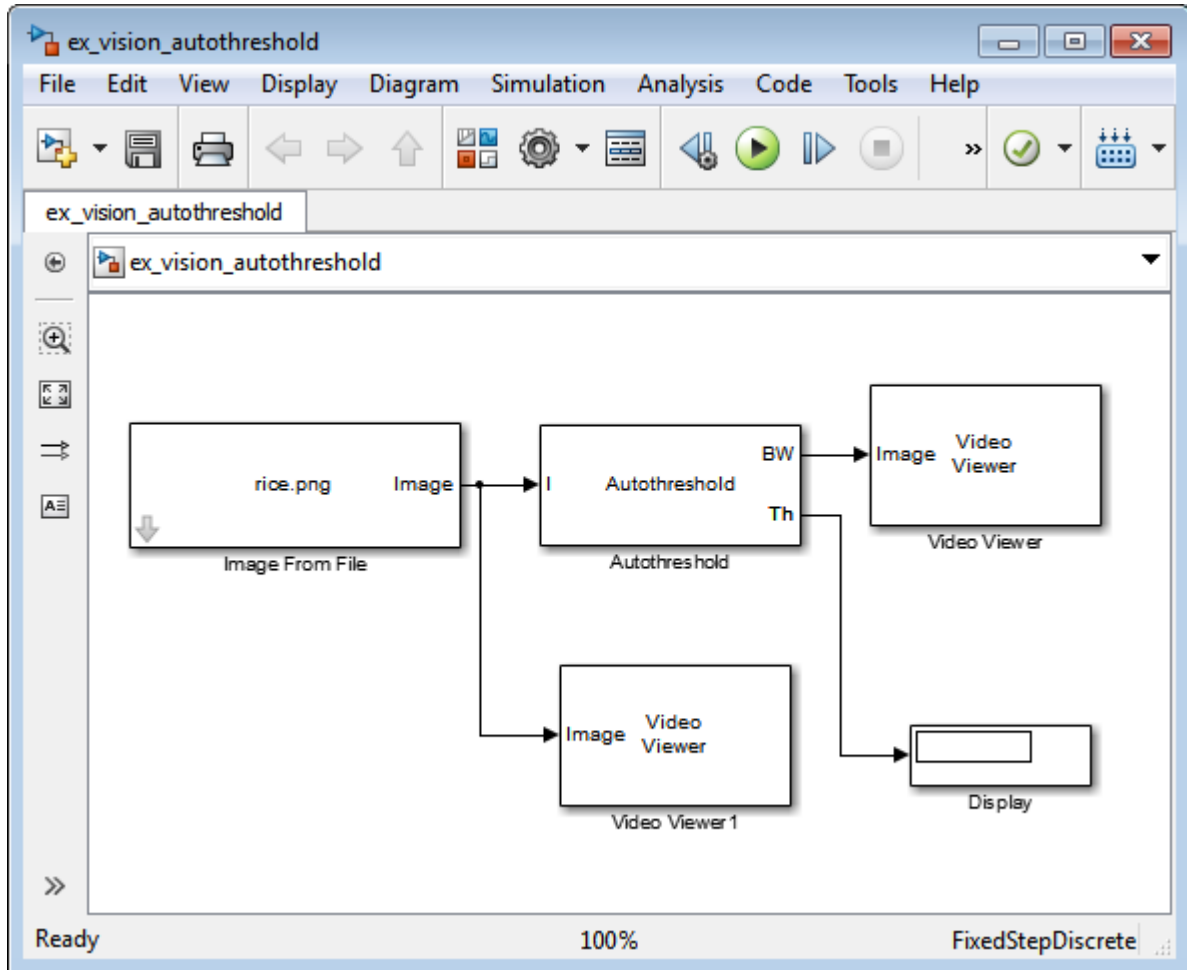 ex_vision_autothreshold
File Edit View Display Diagram Simulation Analysis Code Tools Help
ex_vision_autothreshold
ex_vision_autothreshold
rice.png Image
Image From File
I Autothreshold BW
Th
Autothreshold
Image Video
Viewer
Video Viewer
Image Video
Viewer
Video Viewer1
Display
Ready 100% FixedStepDiscrete